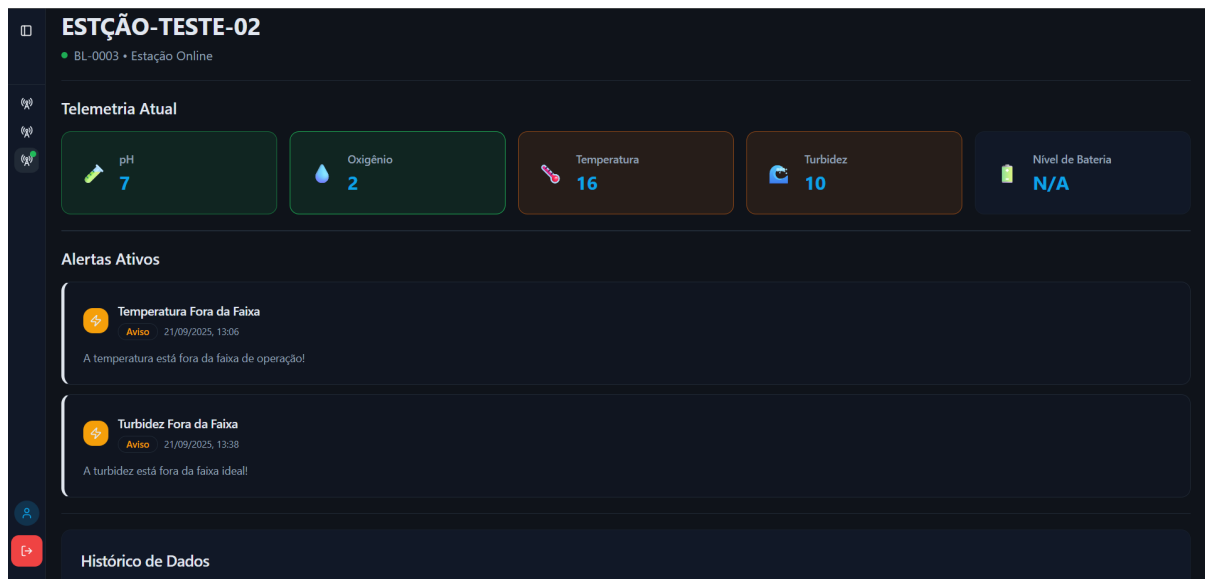 ESTÇÃO-TESTE-02
BL-0003 • Estação Online
Telemetria Atual
pH
7
Oxigênio
2
Temperatura
16
Turbidez
10
Nível de Bateria
N/A
Alertas Ativos
Temperatura Fora da Faixa
Aviso 21/09/2025, 13:06
A temperatura está fora da faixa de operação!
Turbidez Fora da Faixa
Aviso 21/09/2025, 13:38
A turbidez está fora da faixa ideal!
Histórico de Dados